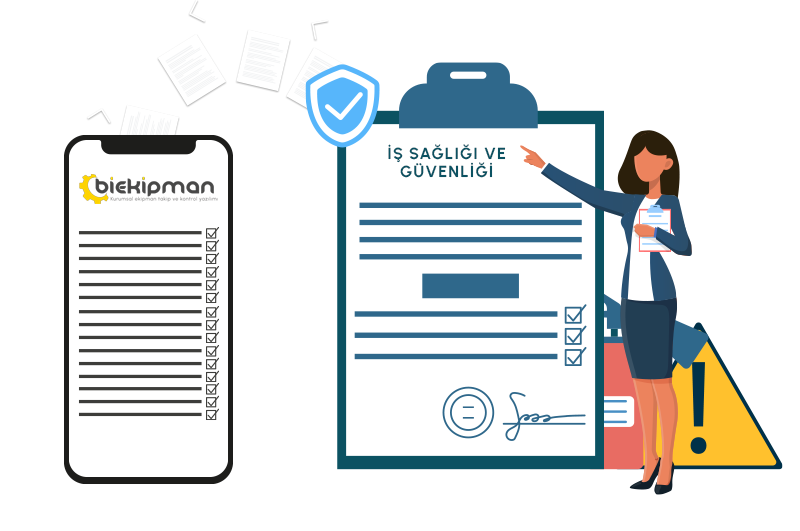 biekipman
Kurumsal ekipman takip ve kontrol yazılımı
İŞ SAĞLIĞI VE
GÜVENLİĞİ